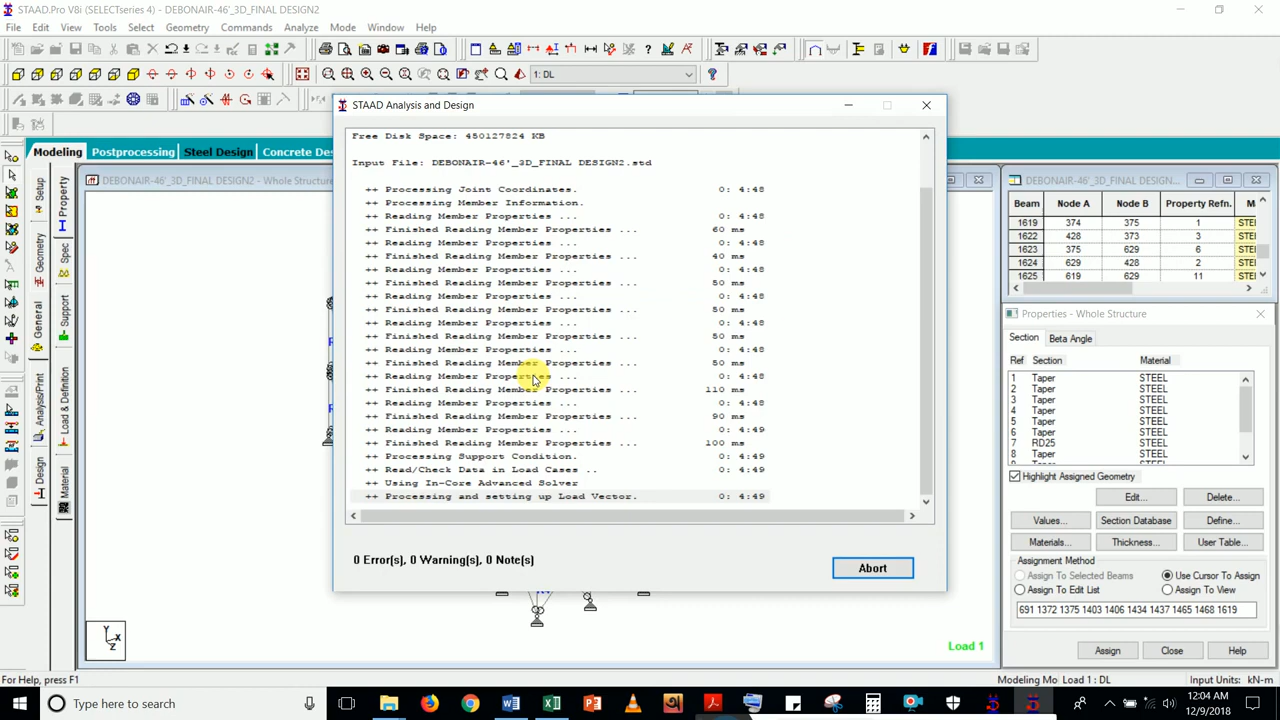 STAAD.Pro V8i (SELECTseries 4) - DEBONAIR-46'_3D_FINAL DESIGN2
File Edit View Tools Select Geometry Commands Analyze Mode Window Help
1: DL
Modeling Postprocessing Steel Design Concrete De
DEBONAIR-46'_3D_FINAL DESIGN2 - Whole Structure
Setup
Geometry
General
Analysis/Print
Design
Property
Spec
Support
Load & Definition
Material
STAAD Analysis and Design
Free Disk Space: 450127824 KB
Input File: DEBONAIR-46'_3D_FINAL DESIGN2.std
++ Processing Joint Coordinates. 0: 4:48
++ Processing Member Information.
++ Reading Member Properties ... 0: 4:48
++ Finished Reading Member Properties ... 60 ms
++ Reading Member Properties ... 0: 4:48
++ Finished Reading Member Properties ... 40 ms
++ Reading Member Properties ... 0: 4:48
++ Finished Reading Member Properties ... 50 ms
++ Reading Member Properties ... 0: 4:48
++ Finished Reading Member Properties ... 50 ms
++ Reading Member Properties ... 0: 4:48
++ Finished Reading Member Properties ... 50 ms
++ Reading Member Properties ... 0: 4:48
++ Finished Reading Member Properties ... 50 ms
++ Reading Member Properties ... 0: 4:48
++ Finished Reading Member Properties ... 110 ms
++ Reading Member Properties ... 0: 4:48
++ Finished Reading Member Properties ... 90 ms
++ Reading Member Properties ... 0: 4:49
++ Finished Reading Member Properties ... 100 ms
++ Processing Support Condition. 0: 4:49
++ Read/Check Data in Load Cases .. 0: 4:49
++ Using In-Core Advanced Solver
++ Processing and setting up Load Vector. 0: 4:49
0 Error(s), 0 Warning(s), 0 Note(s)
Abort
Y X Z
Load 1
DEBONAIR-46'_3D_FINAL DESIGN...
Beam Node A Node B Property Refn. M
1619 374 375 1 STEI
1622 428 373 3 STEI
1623 375 629 6 STEI
1624 629 428 2 STEI
1625 619 629 11 STEI
Properties - Whole Structure
Section Beta Angle
Ref Section Material
1 Taper STEEL
2 Taper STEEL
3 Taper STEEL
4 Taper STEEL
5 Taper STEEL
6 Taper STEEL
7 RD25 STEEL
8 Taper STEEL
Highlight Assigned Geometry
Edit... Delete...
Values... Section Database Define...
Materials... Thickness... User Table...
Assignment Method
Assign To Selected Beams Use Cursor To Assign
Assign To Edit List Assign To View
691 1372 1375 1403 1406 1434 1437 1465 1468 1619
Assign Close Help
For Help, press F1
Modeling Mo Load 1 : DL Input Units: kN-m
Type here to search
12:04 AM
12/9/2018